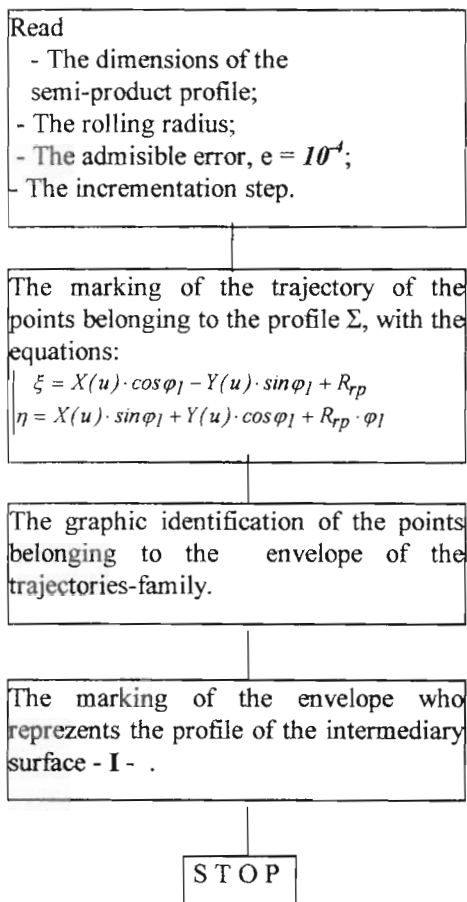 Read
- The dimensions of the
semi-product profile;
- The rolling radius;
- The admisible error, e = 10⁻⁴;
- The incrementation step.
The marking of the trajectory of the
points belonging to the profile Σ, with the
equations:
ξ = X(u)· cosφ₁ − Y(u)· sinφ₁ + Rrp
η = X(u)· sinφ₁ + Y(u)· cosφ₁ + Rrp · φ₁
The graphic identification of the points
belonging to the envelope of the
trajectories-family.
The marking of the envelope who
reprezents the profile of the intermediary
surface - I - .
S T O P